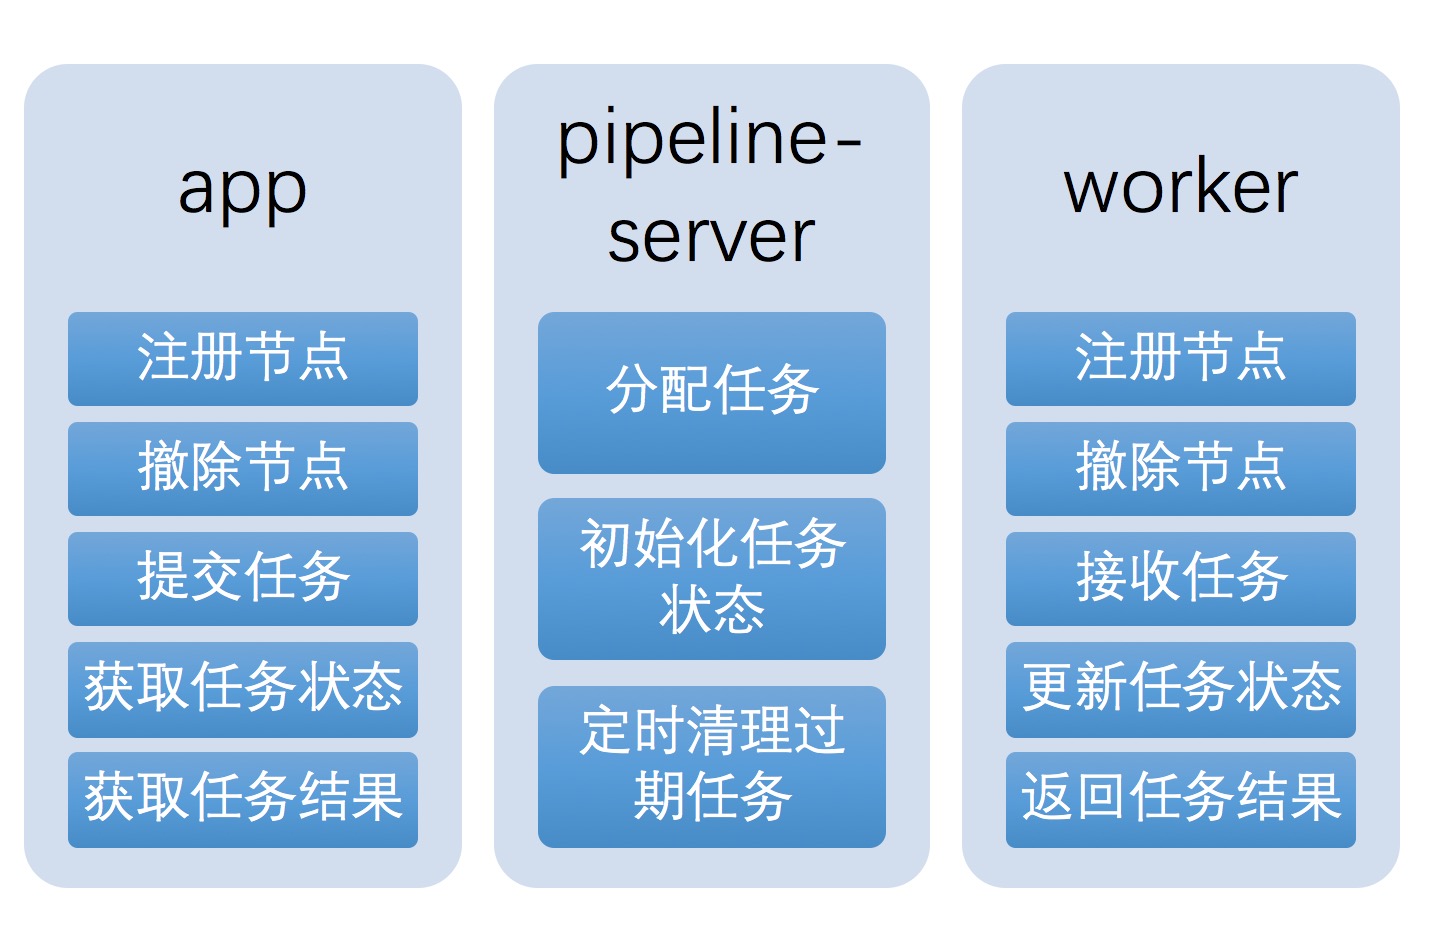 app
注册节点
撤除节点
提交任务
获取任务状态
获取任务结果
pipeline-
server
分配任务
初始化任务
状态
定时清理过
期任务
worker
注册节点
撤除节点
接收任务
更新任务状态
返回任务结果